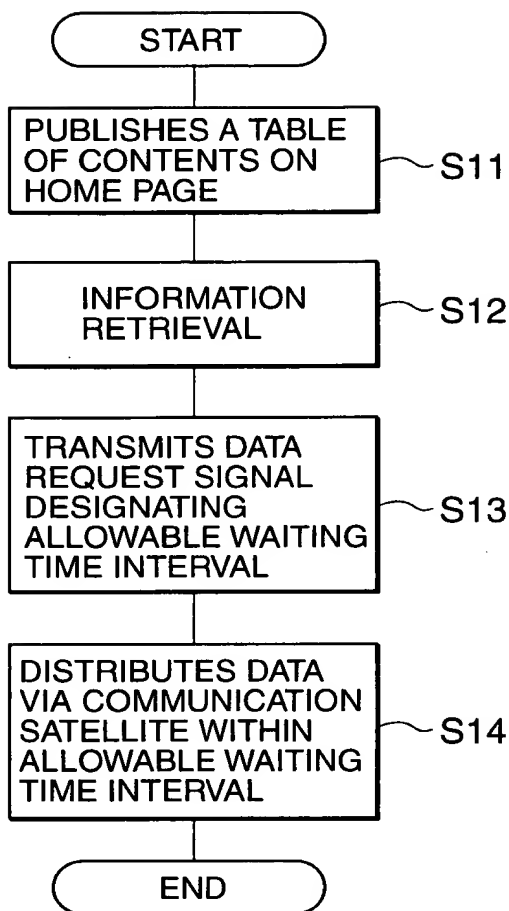 START
PUBLISHES A TABLE
OF CONTENTS ON
HOME PAGE
S11
INFORMATION
RETRIEVAL
S12
TRANSMITS DATA
REQUEST SIGNAL
DESIGNATING
ALLOWABLE WAITING
TIME INTERVAL
S13
DISTRIBUTES DATA
VIA COMMUNICATION
SATELLITE WITHIN
ALLOWABLE WAITING
TIME INTERVAL
S14
END